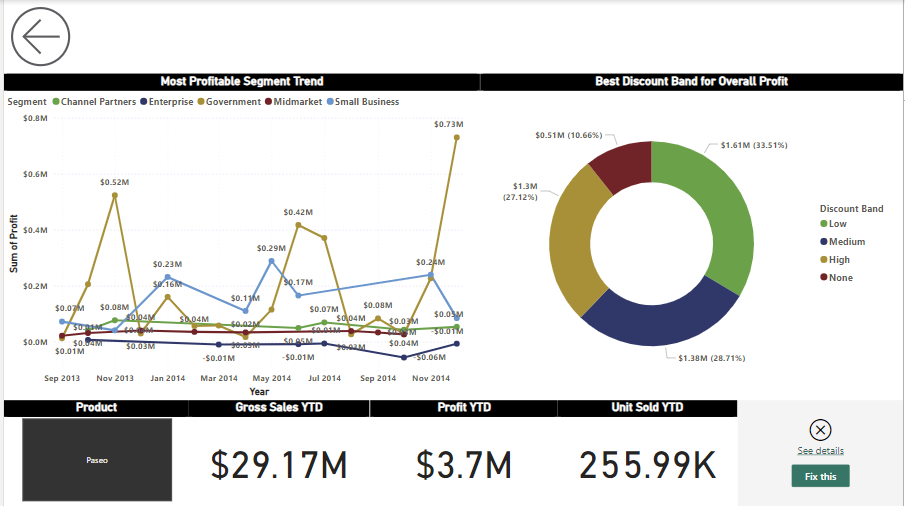 Most Profitable Segment Trend
Best Discount Band for Overall Profit
Segment Channel Partners Enterprise Government Midmarket Small Business
$0.8M
$0.6M
$0.4M
$0.2M
$0.0M
Sum of Profit
$0.73M
$0.52M
$0.42M
$0.29M
$0.23M
$0.24M
$0.16M
$0.17M
$0.11M
$0.07M
$0.08M
$0.04M
$0.04M
$0.07M
$0.04M
$0.08M
$0.03M
$0.05M
$0.01M
$0.02M
-$0.01M
$0.01M
$0.04M
$0.03M
$0.03M
$0.04M
-$0.01M
-$0.01M
-$0.06M
Sep 2013
Nov 2013
Jan 2014
Mar 2014
May 2014
Jul 2014
Sep 2014
Nov 2014
Year
$0.51M (10.66%)
$1.61M (33.51%)
$1.3M
(27.12%)
$1.38M (28.71%)
Discount Band
Low
Medium
High
None
Product
Gross Sales YTD
Profit YTD
Unit Sold YTD
Paseo
$29.17M
$3.7M
255.99K
See details
Fix this